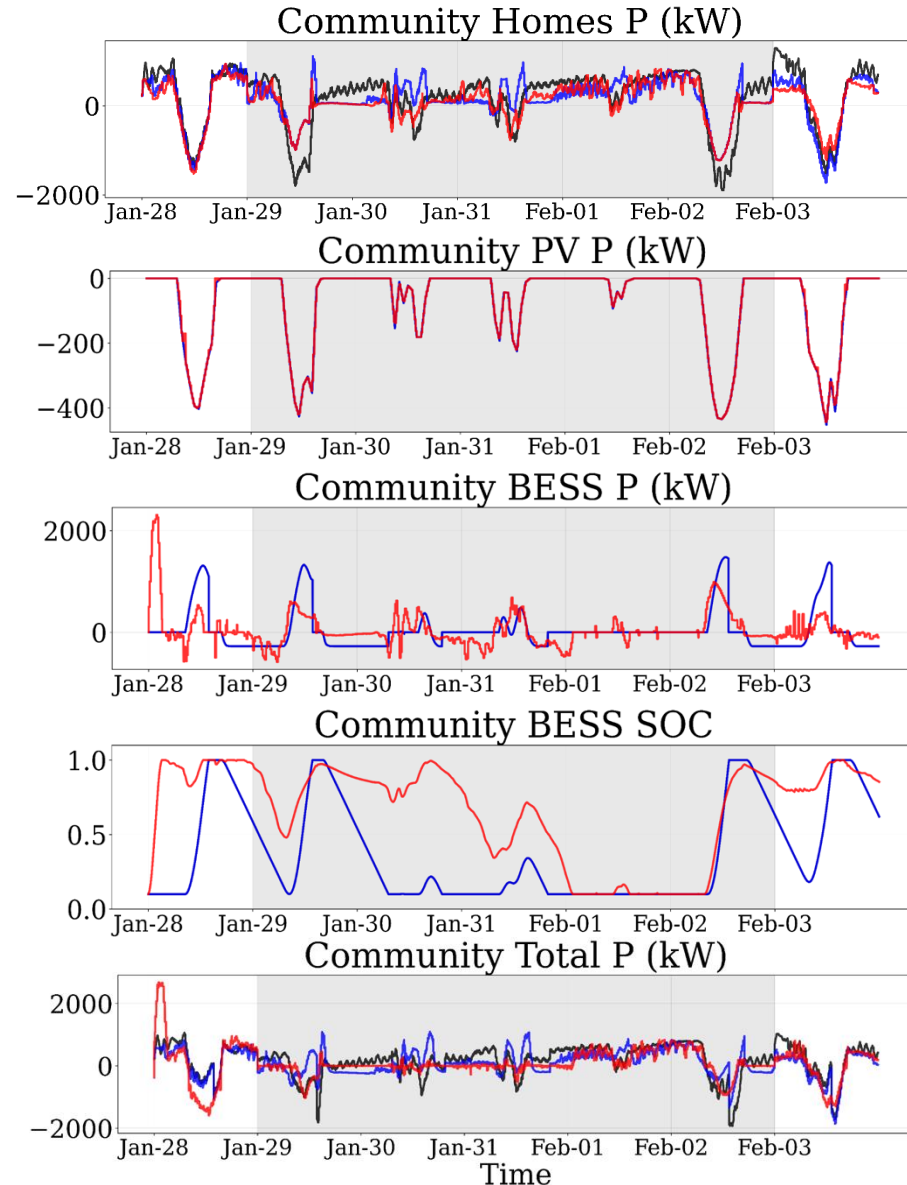 Community Homes P (kW)
0
−2000
Jan-28 Jan-29 Jan-30 Jan-31 Feb-01 Feb-02 Feb-03
Community PV P (kW)
0
−200
−400
Jan-28 Jan-29 Jan-30 Jan-31 Feb-01 Feb-02 Feb-03
Community BESS P (kW)
2000
0
Jan-28 Jan-29 Jan-30 Jan-31 Feb-01 Feb-02 Feb-03
Community BESS SOC
1.0
0.5
0.0
Jan-28 Jan-29 Jan-30 Jan-31 Feb-01 Feb-02 Feb-03
Community Total P (kW)
2000
0
−2000
Jan-28 Jan-29 Jan-30 Jan-31 Feb-01 Feb-02 Feb-03
Time